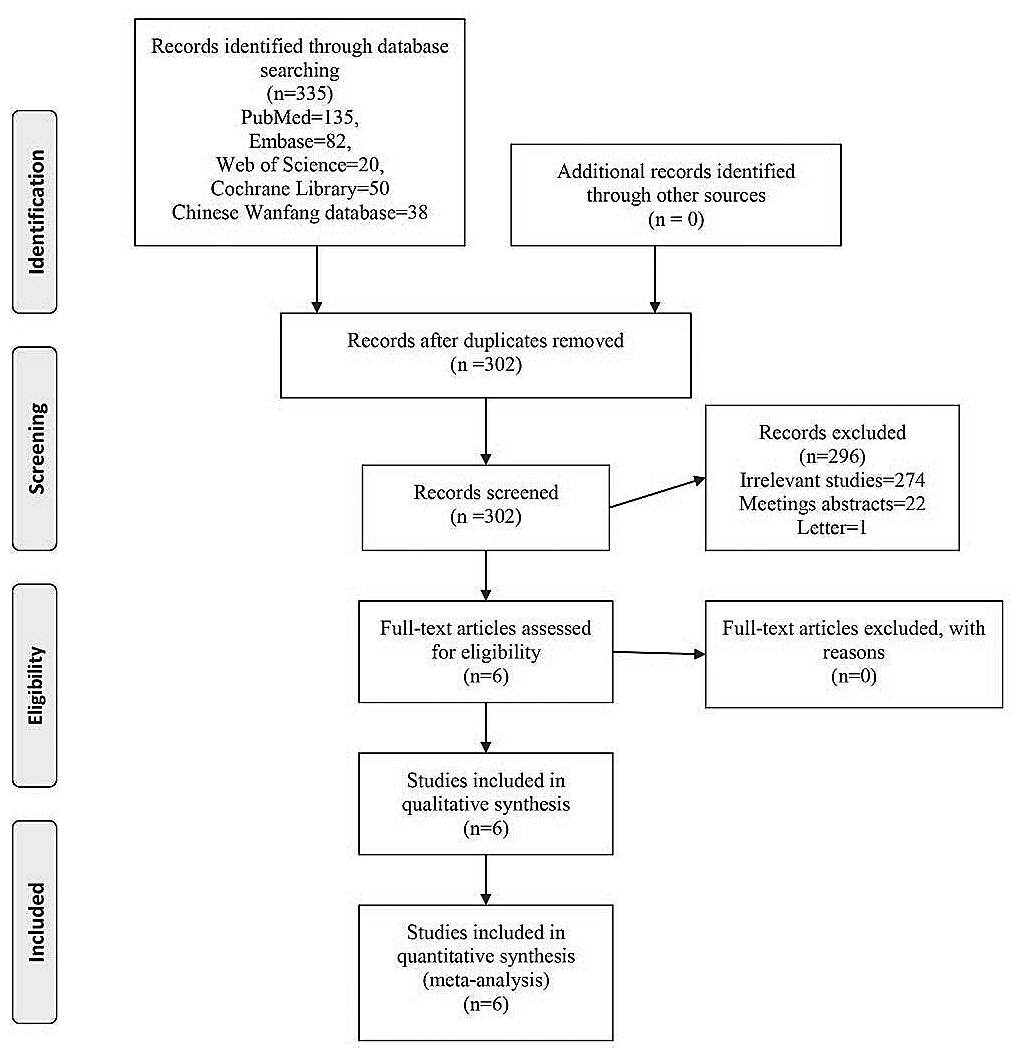 Records identified through database
searching
(n=335)
PubMed=135,
Embase=82,
Web of Science=20,
Cochrane Library=50
Chinese Wanfang database=38
Additional records identified
through other sources
(n = 0)
Identification
Records after duplicates removed
(n =302)
Screening
Records screened
(n =302)
Records excluded
(n=296)
Irrelevant studies=274
Meetings abstracts=22
Letter=1
Eligibility
Full-text articles assessed
for eligibility
(n=6)
Full-text articles excluded, with
reasons
(n=0)
Studies included in
qualitative synthesis
(n=6)
Included
Studies included in
quantitative synthesis
(meta-analysis)
(n=6)